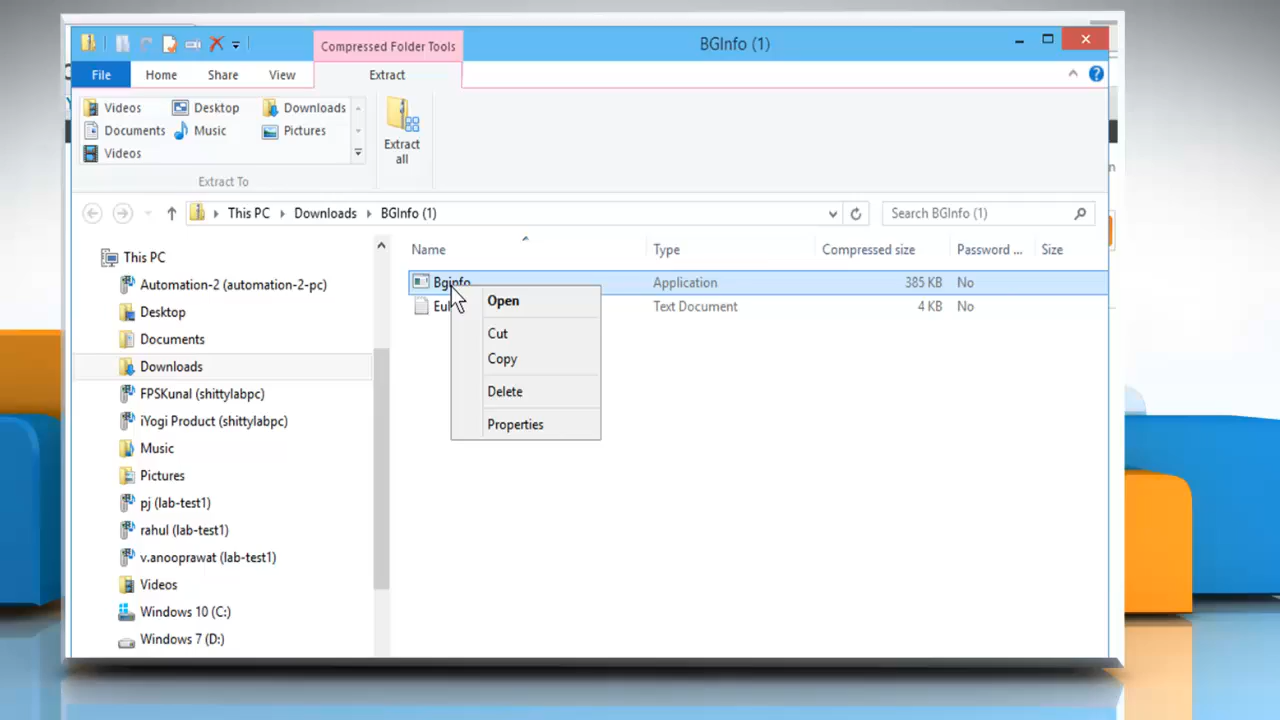 Compressed Folder Tools
BGInfo (1)
File
Home
Share
View
Extract
Videos
Desktop
Downloads
Documents
Music
Pictures
Videos
Extract all
Extract To
This PC
Downloads
BGInfo (1)
Search BGInfo (1)
Name
Type
Compressed size
Password ...
Size
This PC
Automation-2 (automation-2-pc)
Desktop
Documents
Downloads
FPSKunal (shittylabpc)
iYogi Product (shittylabpc)
Music
Pictures
pj (lab-test1)
rahul (lab-test1)
v.anooprawat (lab-test1)
Videos
Windows 10 (C:)
Windows 7 (D:)
Bginfo
Application
385 KB
No
Text Document
4 KB
No
Open
Cut
Copy
Delete
Properties